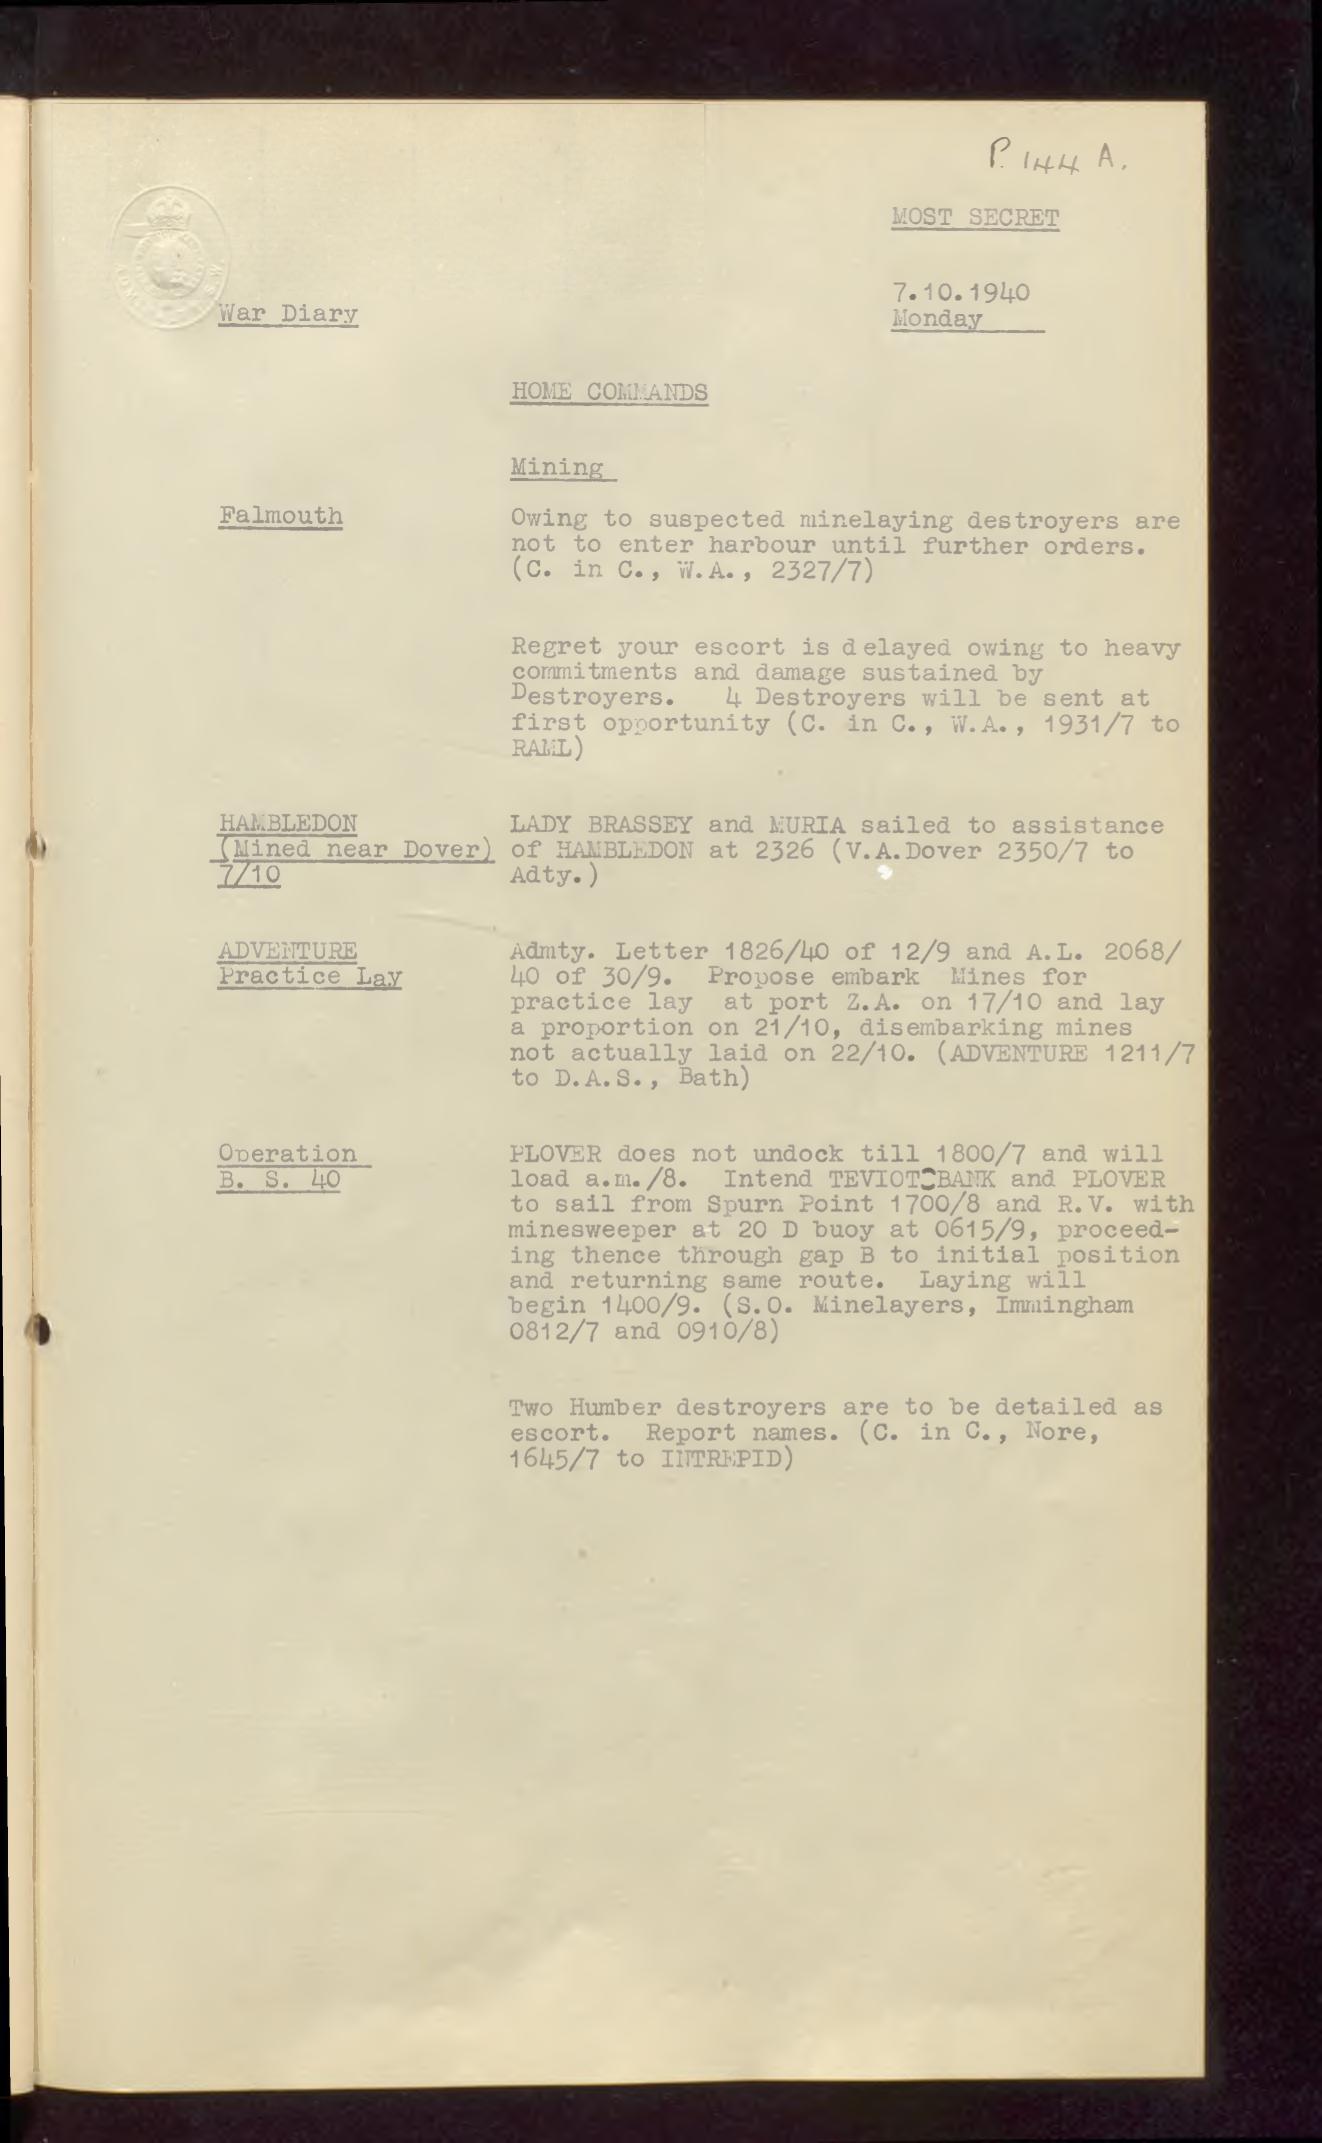 P. 144 A.
MOST SECRET
7.10.1940
War Diary
Monday
HOME COMMANDS
Mining
Falmouth
Owing to suspected minelaying destroyers are
not to enter harbour until further orders.
(C. in C., W.A., 2327/7)
Regret your escort is delayed owing to heavy
commitments and damage sustained by
Destroyers. 4 Destroyers will be sent at
first opportunity (C. in C., W.A., 1931/7 to
RAML)
HAMBLEDON
(Mined near Dover)
7/10
LADY BRASSEY and MURIA sailed to assistance
of HAMBLEDON at 2326 (V.A.Dover 2350/7 to
Adty.)
ADVENTURE
Practice Lay
Admty. Letter 1826/40 of 12/9 and A.L. 2068/
40 of 30/9. Propose embark Mines for
practice lay at port Z.A. on 17/10 and lay
a proportion on 21/10, disembarking mines
not actually laid on 22/10. (ADVENTURE 1211/7
to D.A.S., Bath)
Operation
B. S. 40
PLOVER does not undock till 1800/7 and will
load a.m./8. Intend TEVIOTBANK and PLOVER
to sail from Spurn Point 1700/8 and R.V. with
minesweeper at 20 D buoy at 0615/9, proceed-
ing thence through gap B to initial position
and returning same route. Laying will
begin 1400/9. (S.O. Minelayers, Immingham
0812/7 and 0910/8)
Two Humber destroyers are to be detailed as
escort. Report names. (C. in C., Nore,
1645/7 to INTREPID)